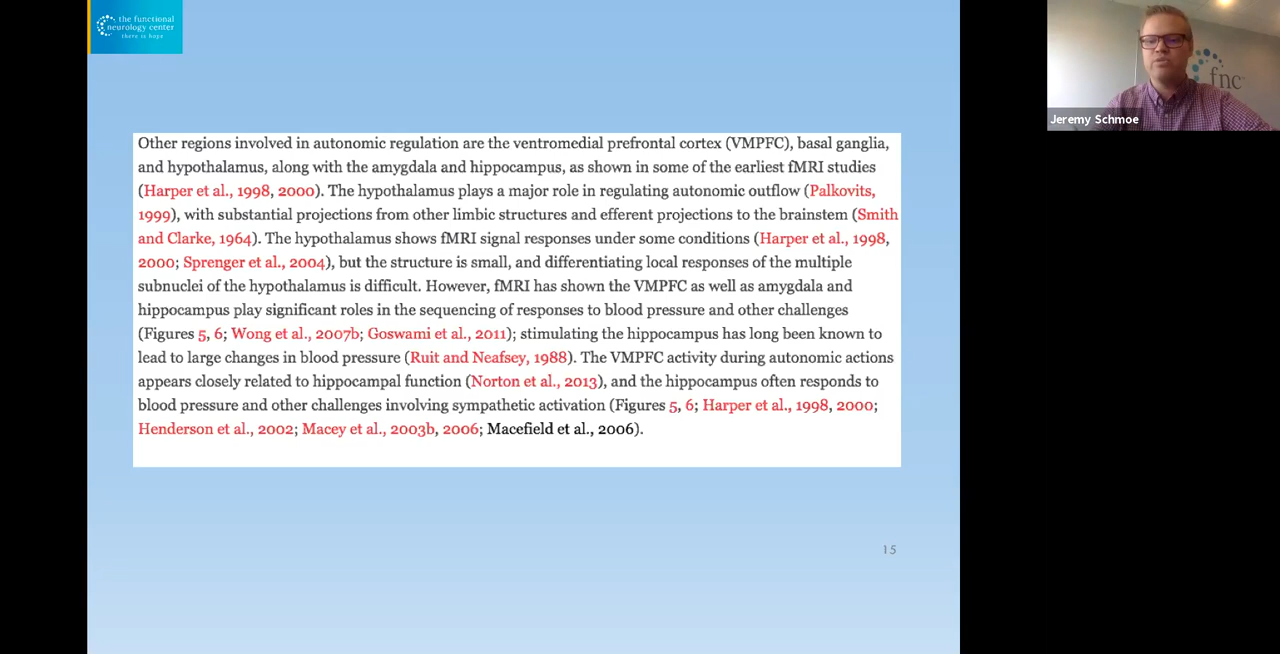 the functional
neurology center
there is hope
Other regions involved in autonomic regulation are the ventromedial prefrontal cortex (VMPFC), basal ganglia,
and hypothalamus, along with the amygdala and hippocampus, as shown in some of the earliest fMRI studies
(Harper et al., 1998, 2000). The hypothalamus plays a major role in regulating autonomic outflow (Palkovits,
1999), with substantial projections from other limbic structures and efferent projections to the brainstem (Smith
and Clarke, 1964). The hypothalamus shows fMRI signal responses under some conditions (Harper et al., 1998,
2000; Sprenger et al., 2004), but the structure is small, and differentiating local responses of the multiple
subnuclei of the hypothalamus is difficult. However, fMRI has shown the VMPFC as well as amygdala and
hippocampus play significant roles in the sequencing of responses to blood pressure and other challenges
(Figures 5, 6; Wong et al., 2007b; Goswami et al., 2011); stimulating the hippocampus has long been known to
lead to large changes in blood pressure (Ruit and Neafsey, 1988). The VMPFC activity during autonomic actions
appears closely related to hippocampal function (Norton et al., 2013), and the hippocampus often responds to
blood pressure and other challenges involving sympathetic activation (Figures 5, 6; Harper et al., 1998, 2000;
Henderson et al., 2002; Macey et al., 2003b, 2006; Macefield et al., 2006).
15
fnc
Jeremy Schmoe